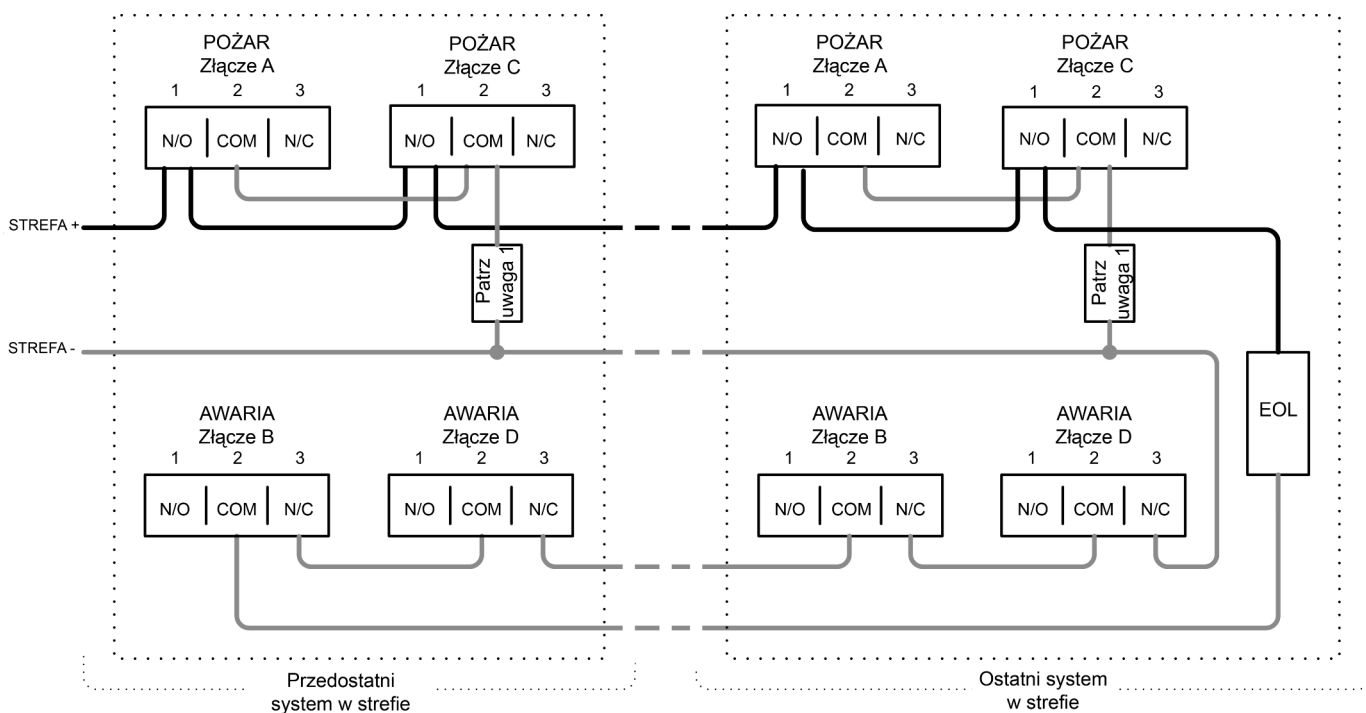 POŻAR
Złącze A
1 2 3
N/O COM N/C
POŻAR
Złącze C
1 2 3
N/O COM N/C
POŻAR
Złącze A
1 2 3
N/O COM N/C
POŻAR
Złącze C
1 2 3
N/O COM N/C
STREFA +
Patrz
uwaga 1
Patrz
uwaga 1
STREFA -
EOL
AWARIA
Złącze B
1 2 3
N/O COM N/C
AWARIA
Złącze D
1 2 3
N/O COM N/C
AWARIA
Złącze B
1 2 3
N/O COM N/C
AWARIA
Złącze D
1 2 3
N/O COM N/C
Przedostatni
system w strefie
Ostatni system
w strefie